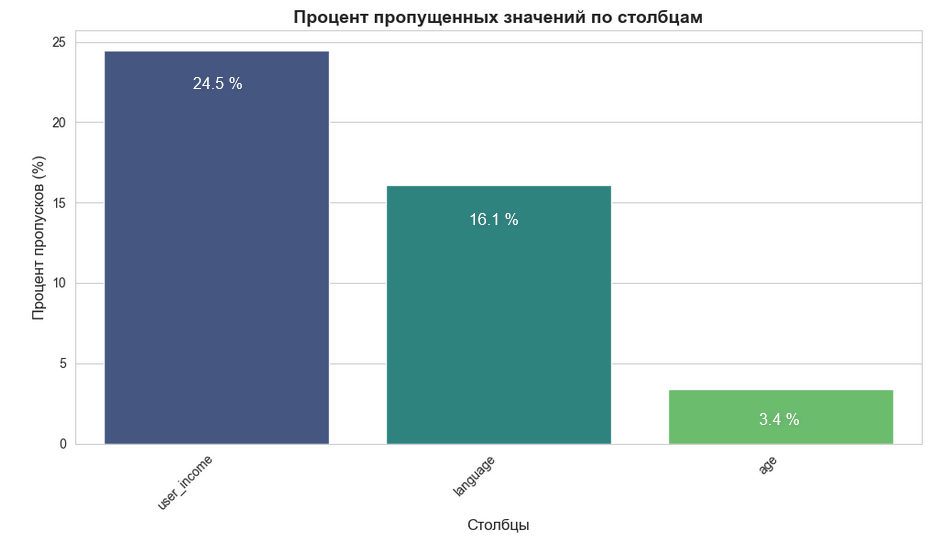 Процент пропущенных значений по столбцам
Процент пропусков (%)
25
20
15
10
5
0
24.5 %
16.1 %
3.4 %
user_income
language
age
Столбцы